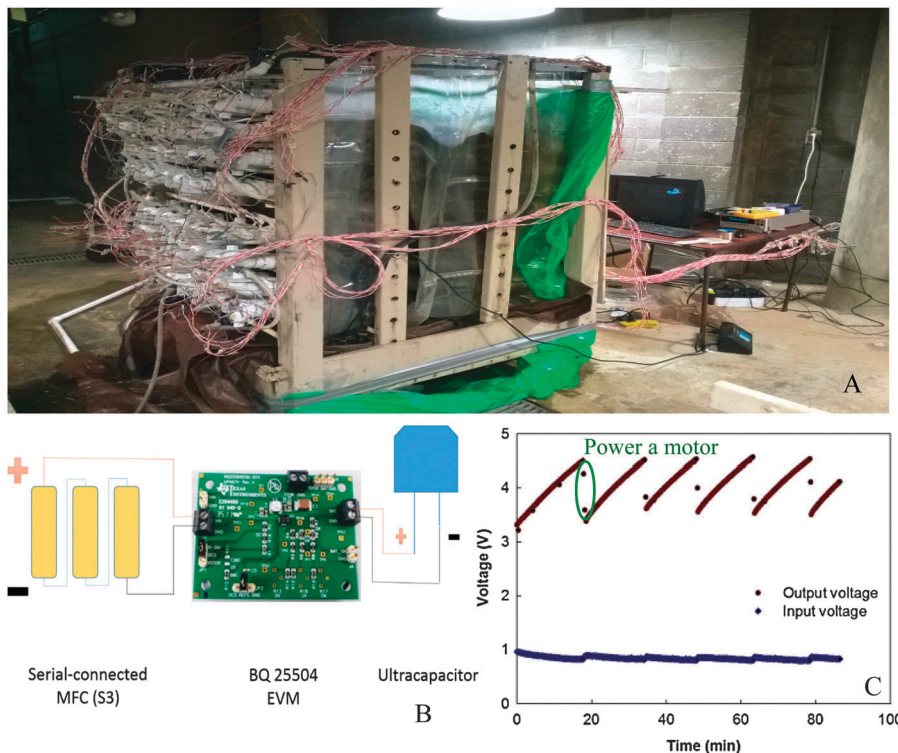 A
+
-
Serial-connected
MFC (S3)
TEXAS
INSTRUMENTS
BQ 25504
EVM
+
-
Ultracapacitor
B
Voltage (V)
5
4
3
2
1
0
Power a motor
Output voltage
Input voltage
C
0
20
40
60
80
100
Time (min)